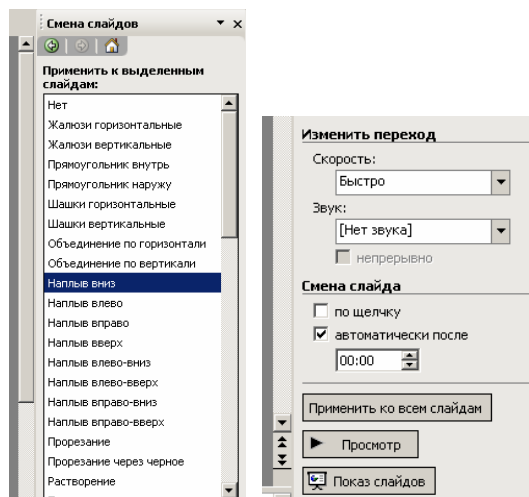 Смена слайдов
Применить к выделенным
слайдам:
Нет
Жалюзи горизонтальные
Жалюзи вертикальные
Прямоугольник внутрь
Прямоугольник наружу
Шашки горизонтальные
Шашки вертикальные
Объединение по горизонтали
Объединение по вертикали
Наплыв вниз
Наплыв влево
Наплыв вправо
Наплыв вверх
Наплыв влево-вниз
Наплыв влево-вверх
Наплыв вправо-вниз
Наплыв вправо-вверх
Прорезание
Прорезание через черное
Растворение
Изменить переход
Скорость:
Быстро
Звук:
[Нет звука]
непрерывно
Смена слайда
по щелчку
автоматически после
00:00
Применить ко всем слайдам
Просмотр
Показ слайдов